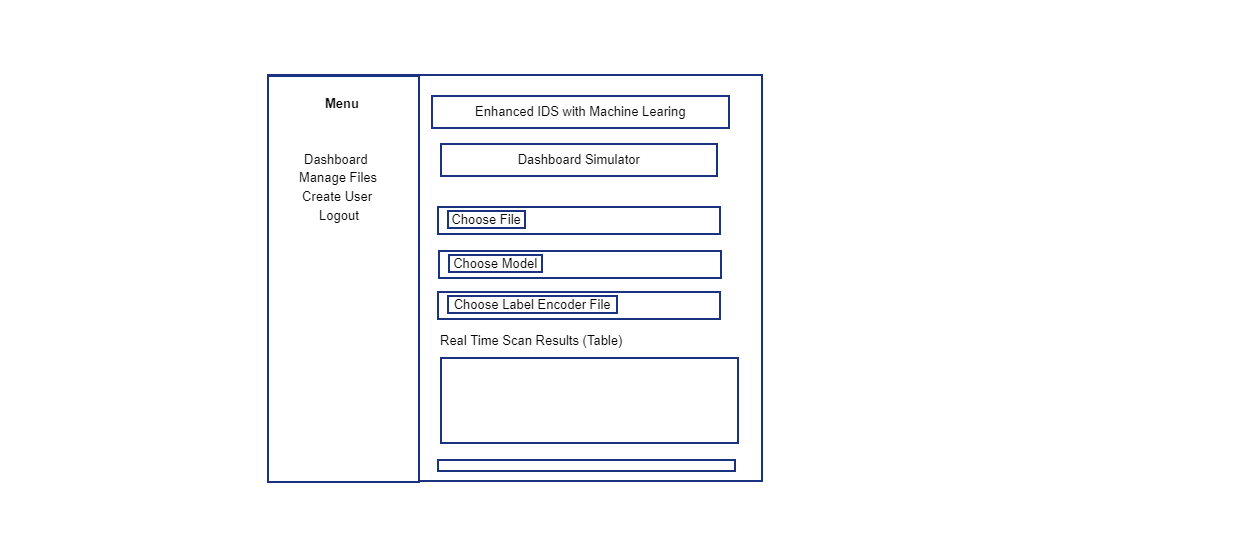 Menu
Dashboard
Manage Files
Create User
Logout
Enhanced IDS with Machine Learing
Dashboard Simulator
Choose File
Choose Model
Choose Label Encoder File
Real Time Scan Results (Table)